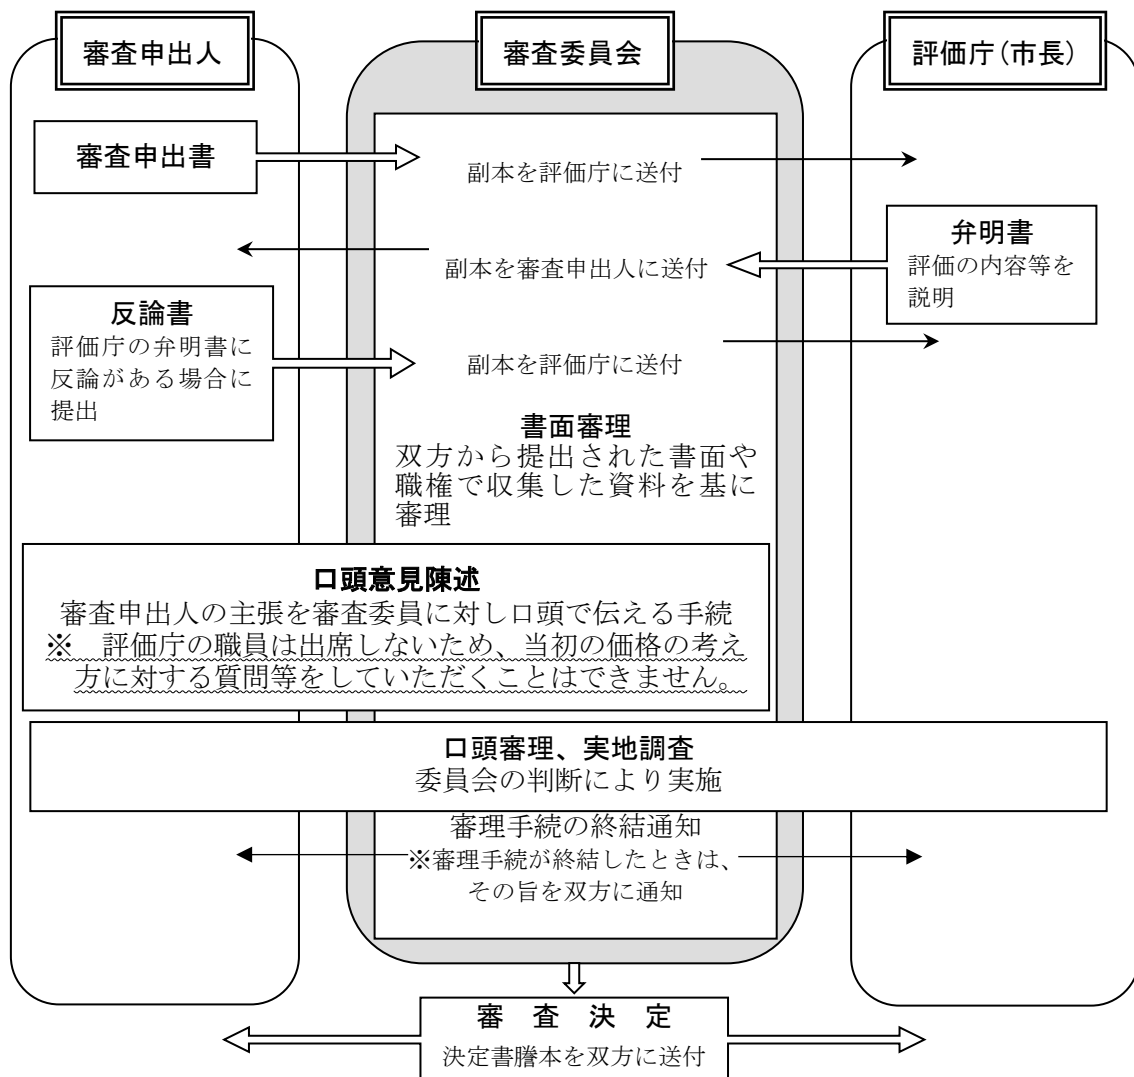 審査申出人
審査委員会
評価庁(市長)
審査申出書
副本を評価庁に送付
弁明書
評価の内容等を
説明
副本を審査申出人に送付
反論書
評価庁の弁明書に
反論がある場合に
提出
副本を評価庁に送付
書面審理
双方から提出された書面や
職権で収集した資料を基に
審理
口頭意見陳述
審査申出人の主張を審査委員に対し口頭で伝える手続
※　評価庁の職員は出席しないため、当初の価格の考え
方に対する質問等をしていただくことはできません。
口頭審理、実地調査
委員会の判断により実施
審理手続の終結通知
※審理手続が終結したときは、
その旨を双方に通知
審　査　決　定
決定書謄本を双方に送付